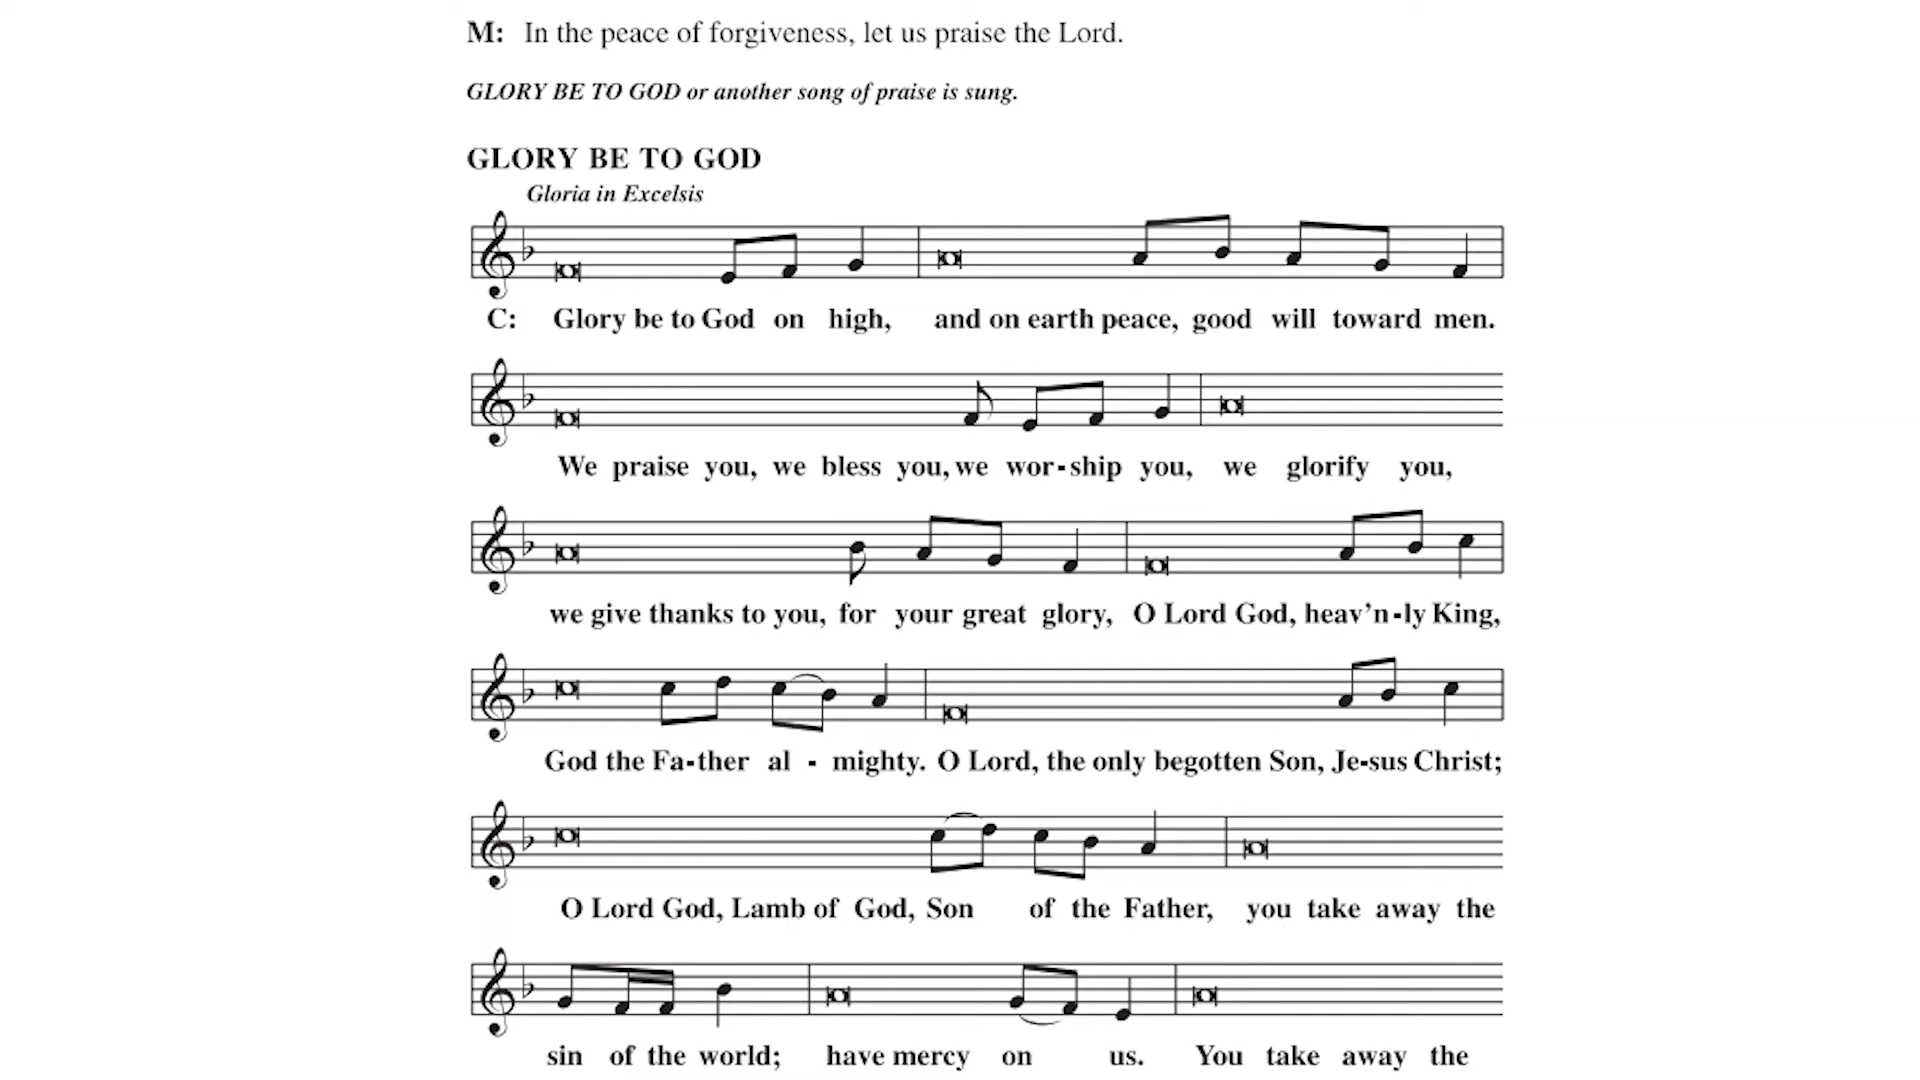 M: In the peace of forgiveness, let us praise the Lord.
GLORY BE TO GOD or another song of praise is sung.
GLORY BE TO GOD
Gloria in Excelsis
C: Glory be to God on high, and on earth peace, good will toward men.
We praise you, we bless you, we wor-ship you, we glorify you,
we give thanks to you, for your great glory, O Lord God, heav’n-ly King,
God the Fa-ther al - mighty. O Lord, the only begotten Son, Je-sus Christ;
O Lord God, Lamb of God, Son of the Father, you take away the
sin of the world; have mercy on us. You take away the